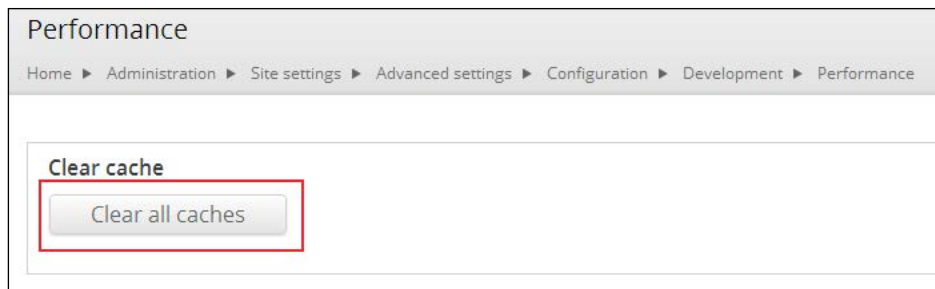 Performance
Home ▶ Administration ▶ Site settings ▶ Advanced settings ▶ Configuration ▶ Development ▶ Performance
Clear cache
Clear all caches